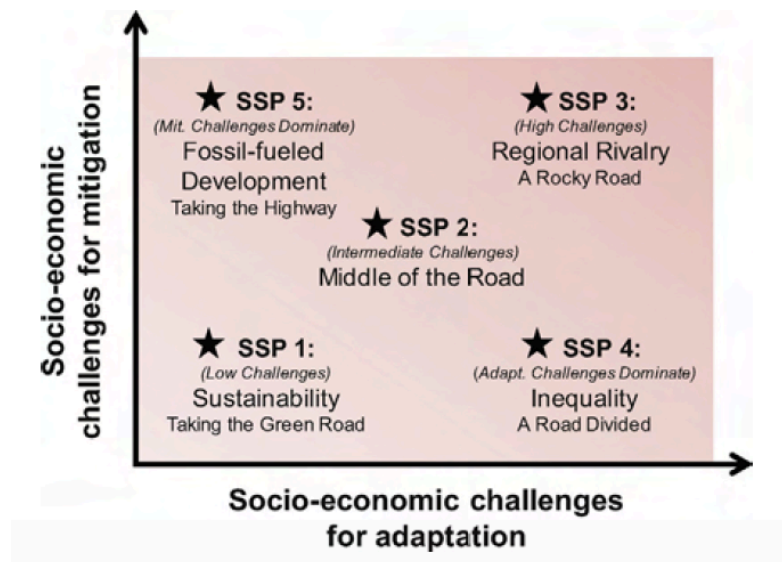 Socio-economic
challenges for mitigation
SSP 5:
(Mit. Challenges Dominate)
Fossil-fueled
Development
Taking the Highway
SSP 3:
(High Challenges)
Regional Rivalry
A Rocky Road
SSP 2:
(Intermediate Challenges)
Middle of the Road
SSP 1:
(Low Challenges)
Sustainability
Taking the Green Road
SSP 4:
(Adapt. Challenges Dominate)
Inequality
A Road Divided
Socio-economic challenges
for adaptation